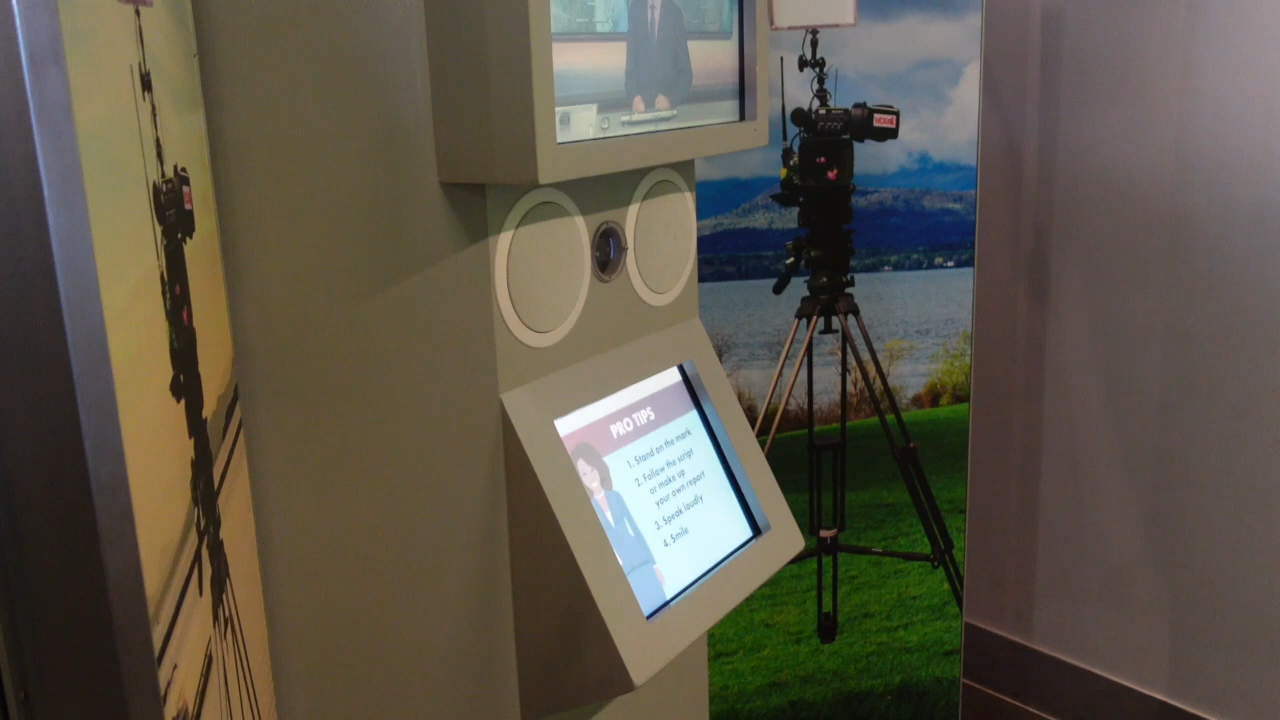 PRO TIPS
1. Stand on the mark
2. Follow the script
or make up
your own report
3. Speak loudly
4. Smile